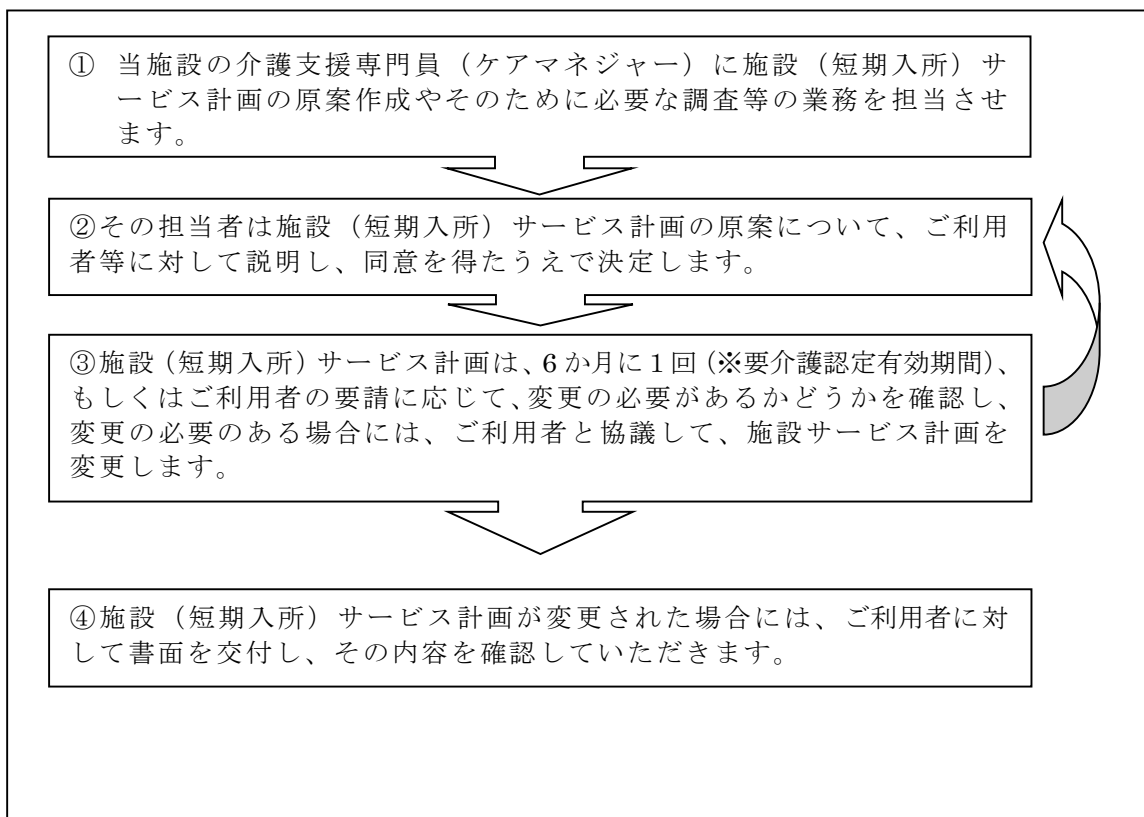 ① 当施設の介護支援専門員（ケアマネジャー）に施設（短期入所）サ
ービス計画の原案作成やそのために必要な調査等の業務を担当させ
ます。
②その担当者は施設（短期入所）サービス計画の原案について、ご利用
者等に対して説明し、同意を得たうえで決定します。
③施設（短期入所）サービス計画は、6 か月に 1 回（※要介護認定有効期間）、
もしくはご利用者の要請に応じて、変更の必要があるかどうかを確認し、
変更の必要のある場合には、ご利用者と協議して、施設サービス計画を
変更します。
④施設（短期入所）サービス計画が変更された場合には、ご利用者に対
して書面を交付し、その内容を確認していただきます。